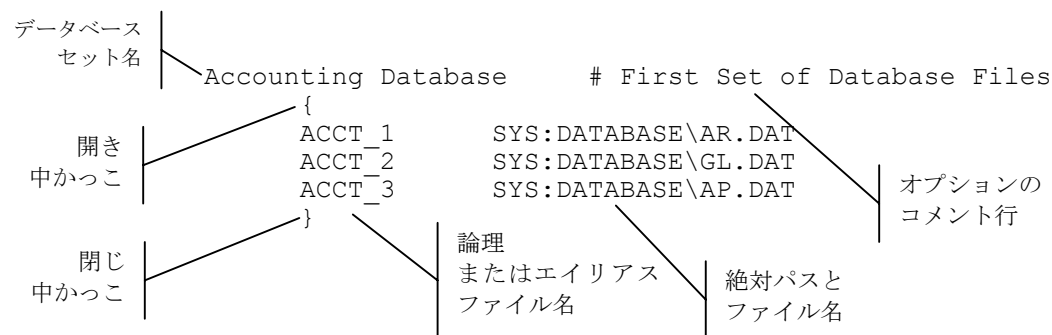 データベース
セット名
Accounting Database # First Set of Database Files
{
開き
中かっこ
ACCT_1 SYS:DATABASE\AR.DAT
ACCT_2 SYS:DATABASE\GL.DAT
ACCT_3 SYS:DATABASE\AP.DAT
}
オプションの
コメント行
閉じ
中かっこ
論理
またはエイリアス
ファイル名
絶対パスと
ファイル名